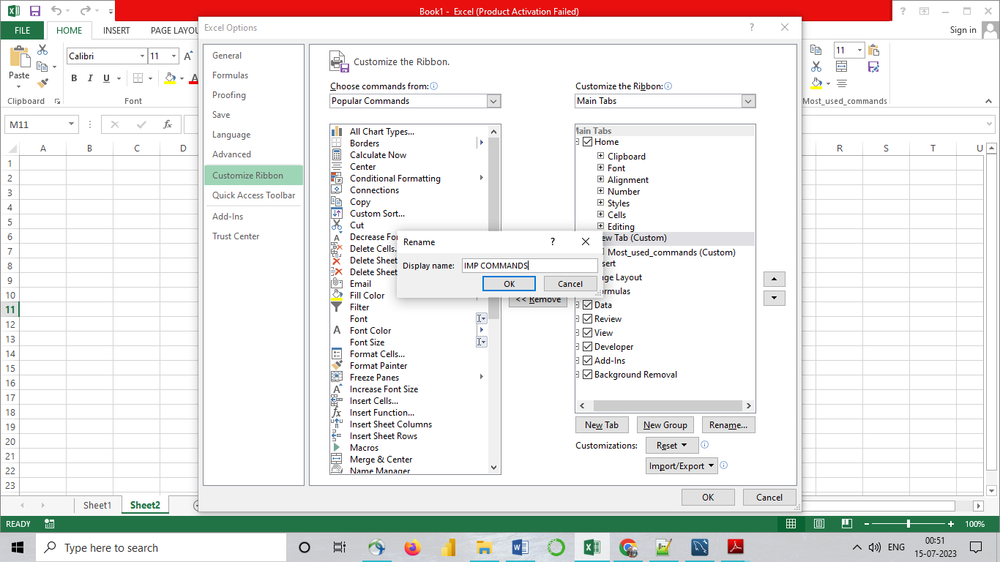 Book1 - Excel (Product Activation Failed)
FILE HOME INSERT PAGE LAYOU
Sign in
Excel Options
Calibri 11
Paste
B I U
Clipboard
Font
11
Most_used_commands
M11
fx
A B C D R S T U
1
2
3
4
5
6
7
8
9
10
11
12
13
14
15
16
17
18
19
20
21
22
23
General
Formulas
Proofing
Save
Language
Advanced
Customize Ribbon
Quick Access Toolbar
Add-Ins
Trust Center
Customize the Ribbon.
Choose commands from:
Popular Commands
All Chart Types...
Borders
Calculate Now
Center
Conditional Formatting
Connections
Copy
Custom Sort...
Cut
Decrease Fo
Delete Cells.
Delete Sheet
Delete Sheet
Email
Fill Color
Filter
Font
Font Color
Font Size
Format Cells...
Format Painter
Freeze Panes
Increase Font Size
Insert Cells...
Insert Function...
Insert Sheet Columns
Insert Sheet Rows
Macros
Merge & Center
Name Manager
<< Remove
Customize the Ribbon:
Main Tabs
Main Tabs
Home
Clipboard
Font
Alignment
Number
Styles
Cells
Editing
ew Tab (Custom)
Most_used_commands (Custom)
sert
ge Layout
rmulas
Data
Review
View
Developer
Add-Ins
Background Removal
New Tab New Group Rename...
Customizations: Reset
Import/Export
OK Cancel
Rename
Display name: IMP COMMANDS
OK Cancel
Sheet1 Sheet2
READY
100%
Type here to search
ENG
00:51
15-07-2023